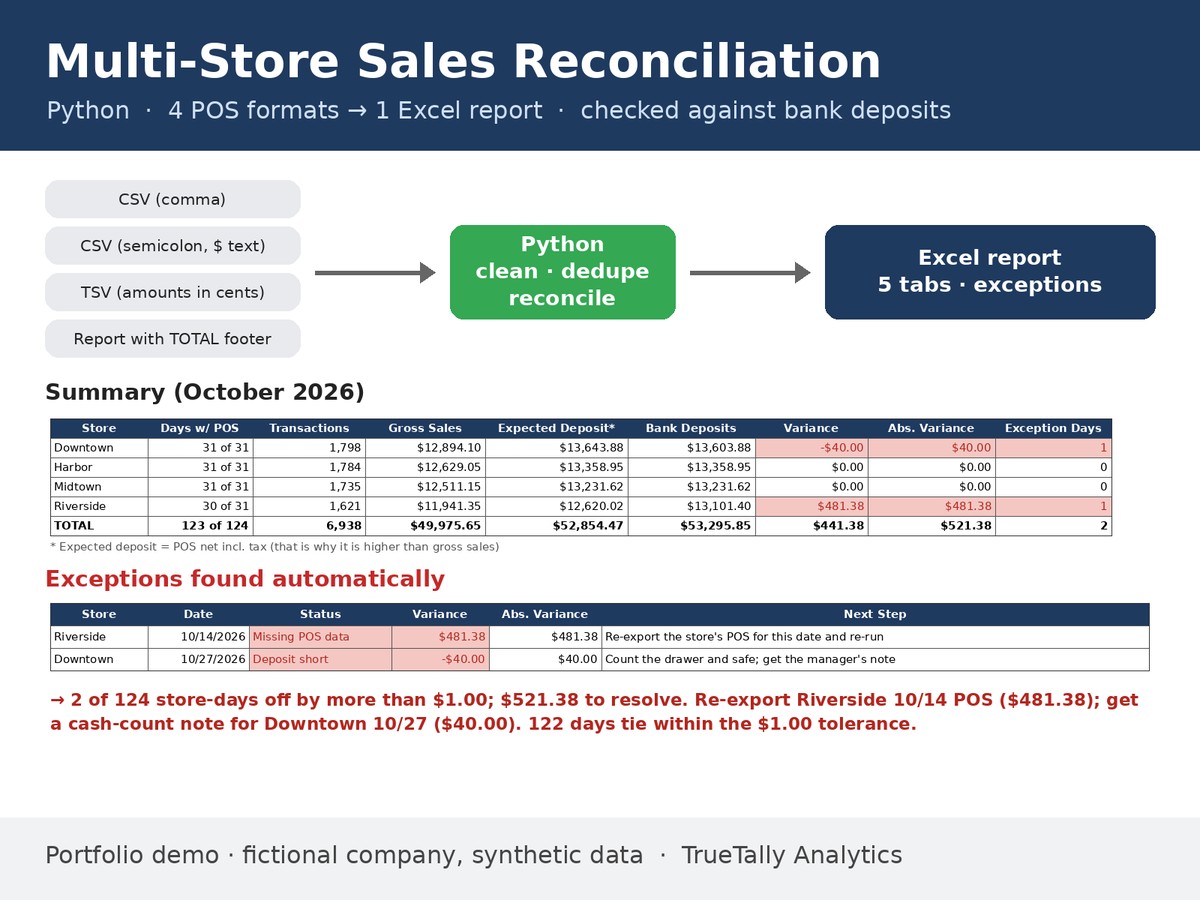 Multi-Store Sales Reconciliation
Python · 4 POS formats → 1 Excel report · checked against bank deposits
CSV (comma)
CSV (semicolon, $ text)
TSV (amounts in cents)
Report with TOTAL footer
Python
clean · dedupe
reconcile
Excel report
5 tabs · exceptions
Summary (October 2026)
Store Days w/ POS Transactions Gross Sales Expected Deposit* Bank Deposits Variance Abs. Variance Exception Days
Downtown 31 of 31 1,798 $12,894.10 $13,643.88 $13,603.88 -$40.00 $40.00 1
Harbor 31 of 31 1,784 $12,629.05 $13,358.95 $13,358.95 $0.00 $0.00 0
Midtown 31 of 31 1,735 $12,511.15 $13,231.62 $13,231.62 $0.00 $0.00 0
Riverside 30 of 31 1,621 $11,941.35 $12,620.02 $13,101.40 $481.38 $481.38 1
TOTAL 123 of 124 6,938 $49,975.65 $52,854.47 $53,295.85 $441.38 $521.38 2
* Expected deposit = POS net incl. tax (that is why it is higher than gross sales)
Exceptions found automatically
Store Date Status Variance Abs. Variance Next Step
Riverside 10/14/2026 Missing POS data $481.38 $481.38 Re-export the store's POS for this date and re-run
Downtown 10/27/2026 Deposit short -$40.00 $40.00 Count the drawer and safe; get the manager's note
→ 2 of 124 store-days off by more than $1.00; $521.38 to resolve. Re-export Riverside 10/14 POS ($481.38); get
a cash-count note for Downtown 10/27 ($40.00). 122 days tie within the $1.00 tolerance.
Portfolio demo · fictional company, synthetic data · TrueTally Analytics